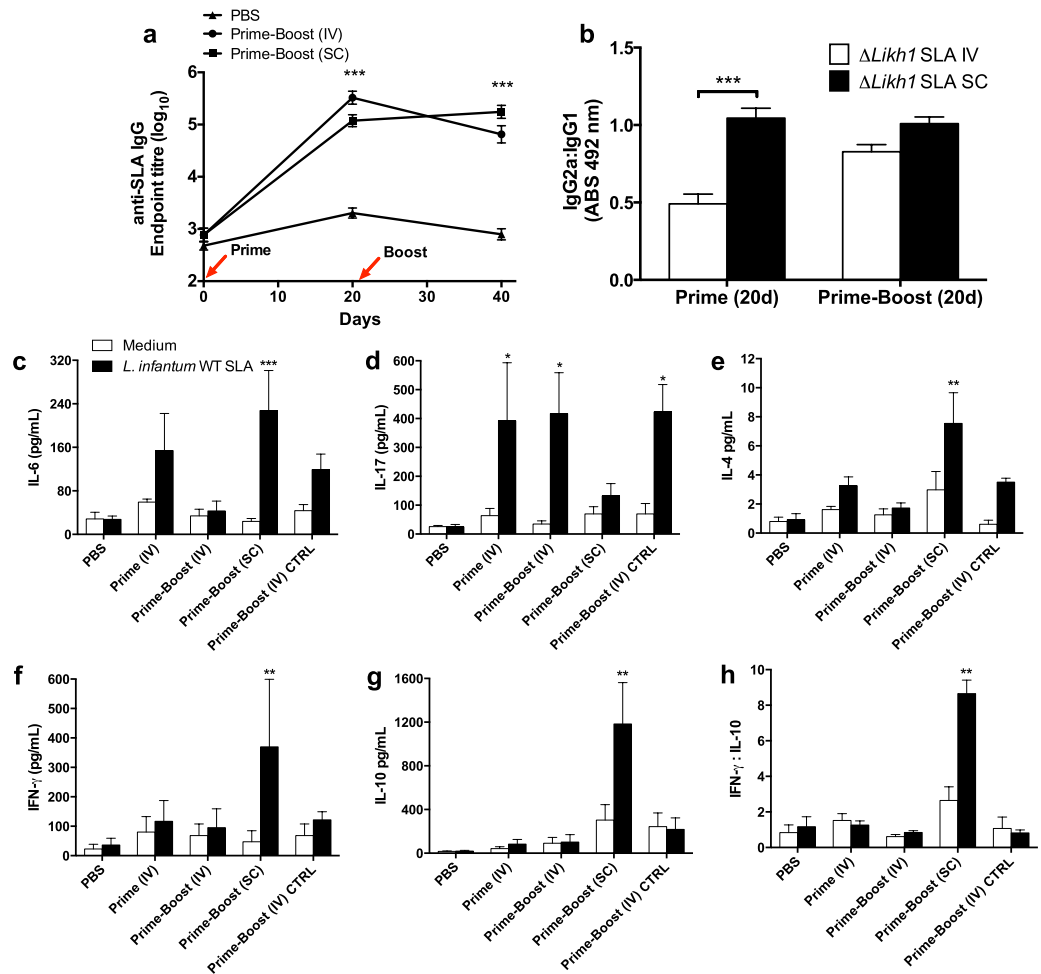 PBS
Prime-Boost (IV)
Prime-Boost (SC)
a
anti-SLA IgG
Endpoint titre (log10)
6
5
4
3
2
*** ***
Prime
Boost
0 10 20 30 40
Days
b
IgG2a:IgG1
(ABS 492 nm)
1.5
1.0
0.5
0.0
ΔLikh1 SLA IV
ΔLikh1 SLA SC
***
Prime (20d) Prime-Boost (20d)
Medium
L. infantum WT SLA
c
IL-6 (pg/mL)
320
240
160
80
0
***
PBS
Prime (IV)
Prime-Boost (IV)
Prime-Boost (SC)
Prime-Boost (IV) CTRL
d
IL-17 (pg/mL)
600
500
400
300
200
100
0
* * *
PBS
Prime (IV)
Prime-Boost (IV)
Prime-Boost (SC)
Prime-Boost (IV) CTRL
e
IL-4 pg/mL
12
10
8
6
4
2
0
**
PBS
Prime (IV)
Prime-Boost (IV)
Prime-Boost (SC)
Prime-Boost (IV) CTRL
f
IFN-γ (pg/mL)
600
500
400
300
200
100
0
**
PBS
Prime (IV)
Prime-Boost (IV)
Prime-Boost (SC)
Prime-Boost (IV) CTRL
g
IL-10 pg/mL
1600
1200
800
400
0
**
PBS
Prime (IV)
Prime-Boost (IV)
Prime-Boost (SC)
Prime-Boost (IV) CTRL
h
IFN-γ : IL-10
10
8
6
4
2
0
**
PBS
Prime (IV)
Prime-Boost (IV)
Prime-Boost (SC)
Prime-Boost (IV) CTRL